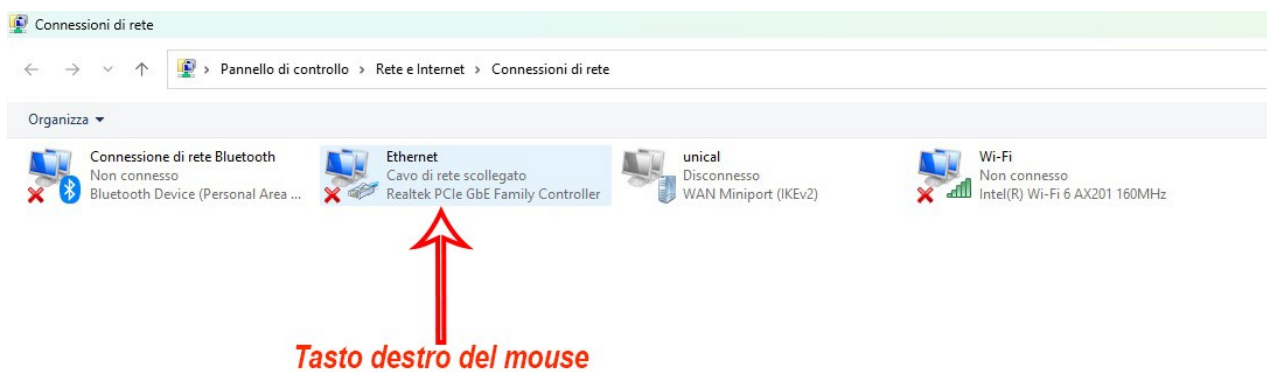 Connessioni di rete
Pannello di controllo > Rete e Internet > Connessioni di rete
Organizza
Connessione di rete Bluetooth
Non connesso
Bluetooth Device (Personal Area ...
Ethernet
Cavo di rete scollegato
Realtek PCIe GbE Family Controller
unical
Disconnesso
WAN Miniport (IKEv2)
Wi-Fi
Non connesso
Intel(R) Wi-Fi 6 AX201 160MHz
Tasto destro del mouse